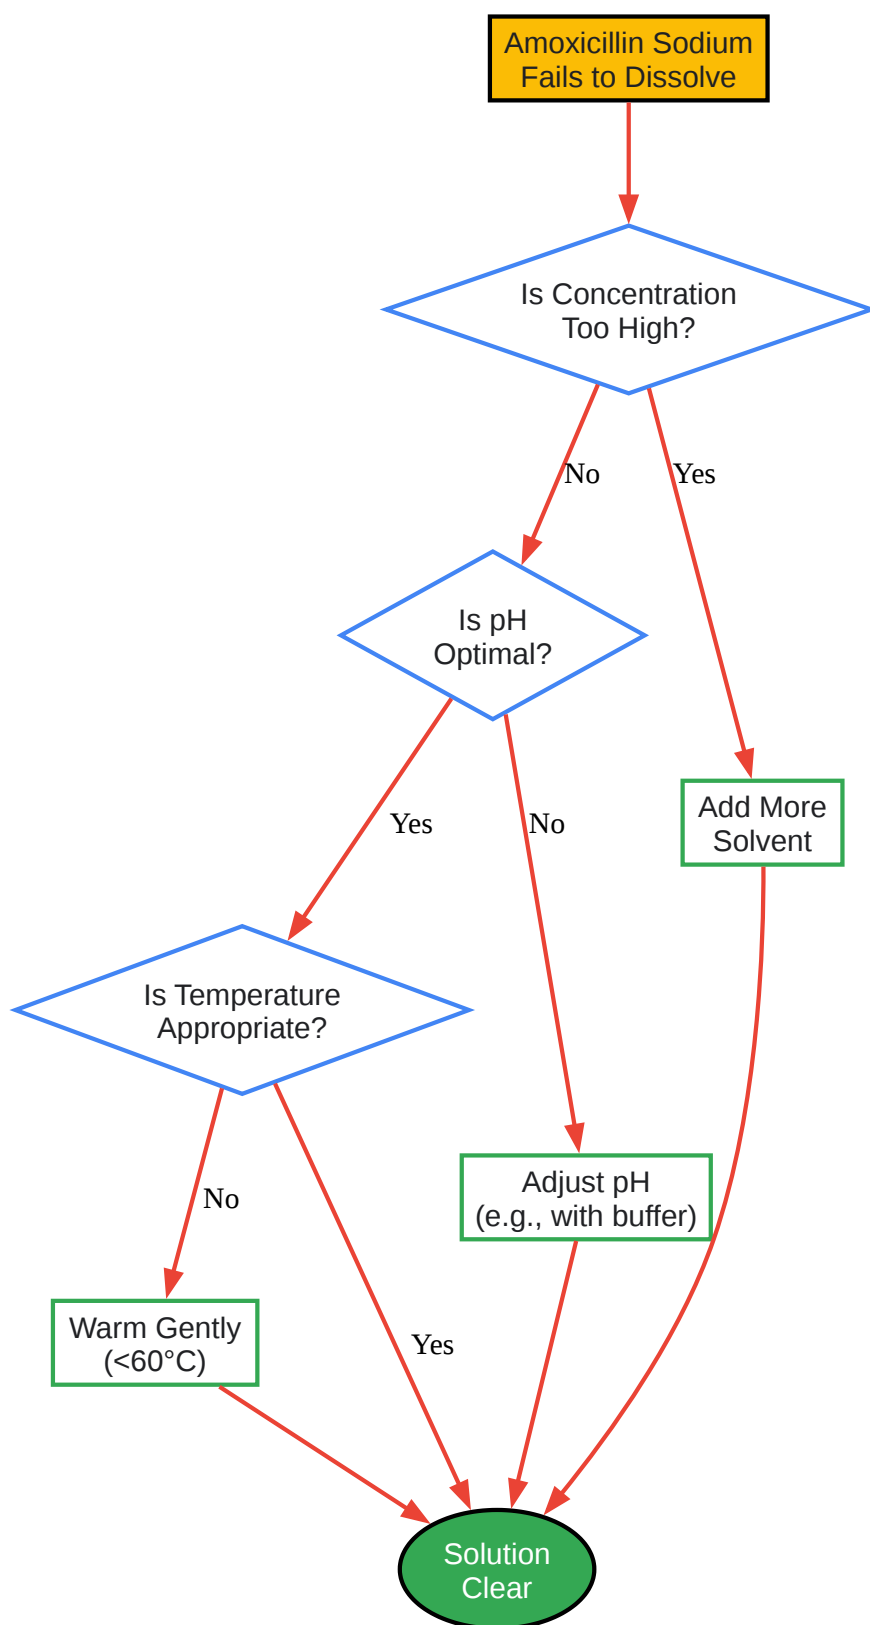 Amoxicillin Sodium
Fails to Dissolve
Is Concentration
Too High?
No
Yes
Is pH
Optimal?
Yes
No
Add More
Solvent
Is Temperature
Appropriate?
No
Yes
Adjust pH
(e.g., with buffer)
Warm Gently
(<60°C)
Solution
Clear